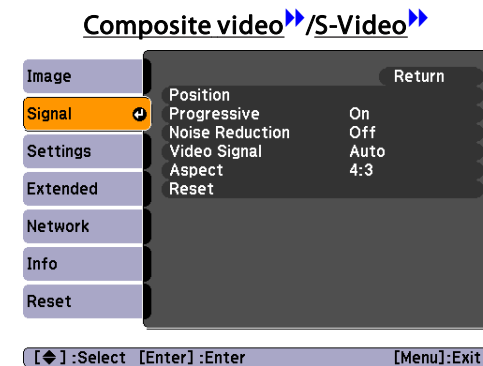 Composite video/S-Video
Image
Return
Position
Signal
Progressive On
Noise Reduction Off
Settings
Video Signal Auto
Aspect 4:3
Extended
Reset
Network
Info
Reset
[◆]:Select [Enter]:Enter [Menu]:Exit